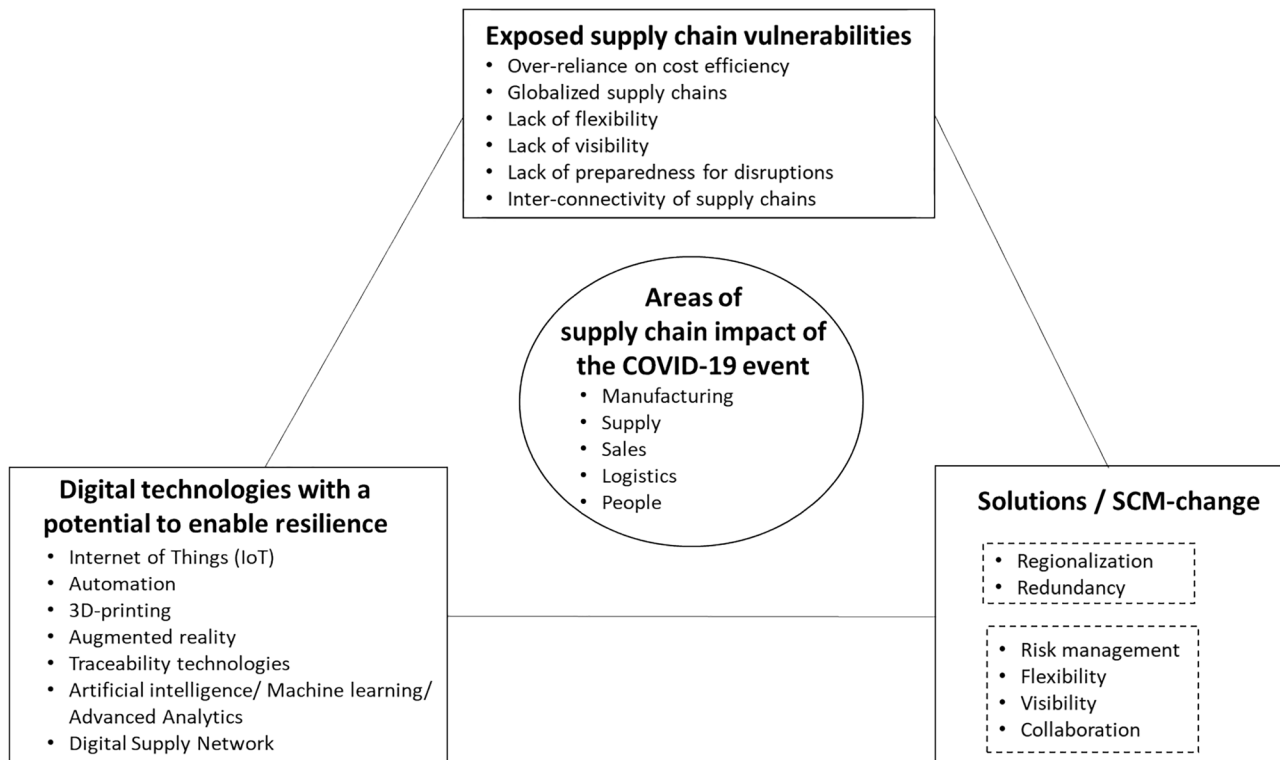 Exposed supply chain vulnerabilities
• Over-reliance on cost efficiency
• Globalized supply chains
• Lack of flexibility
• Lack of visibility
• Lack of preparedness for disruptions
• Inter-connectivity of supply chains
Areas of
supply chain impact of
the COVID-19 event
• Manufacturing
• Supply
• Sales
• Logistics
• People
Digital technologies with a
potential to enable resilience
• Internet of Things (IoT)
• Automation
• 3D-printing
• Augmented reality
• Traceability technologies
• Artificial intelligence/ Machine learning/
Advanced Analytics
• Digital Supply Network
Solutions / SCM-change
• Regionalization
• Redundancy
• Risk management
• Flexibility
• Visibility
• Collaboration